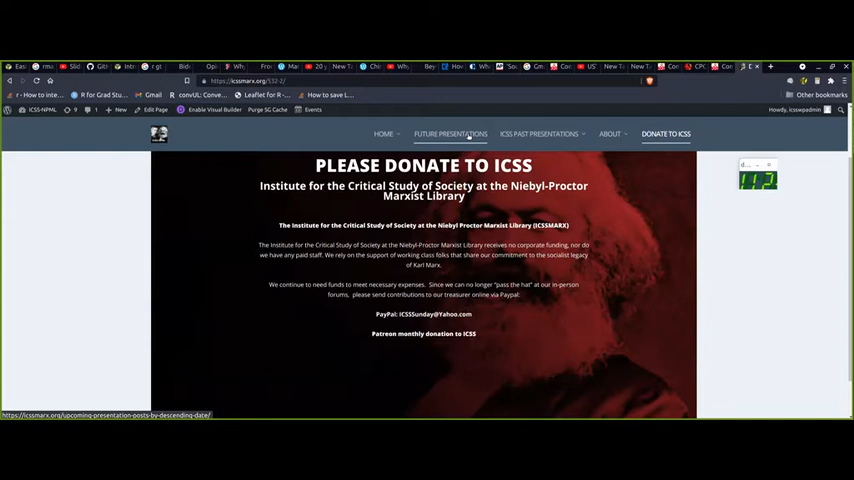 https://icssmarx.org/532-2/
r - How to inte...
R for Grad Stud...
Gmail
R
convUL: Conve...
Leaflet for R -...
How to save L...
Other bookmarks
ICSS-NPML
9
1
New
Edit Page
Enable Visual Builder
Purge SG Cache
Events
Howdy, icsswpadmin
HOME
FUTURE PRESENTATIONS
ICSS PAST PRESENTATIONS
ABOUT
DONATE TO ICSS
PLEASE DONATE TO ICSS
Institute for the Critical Study of Society at the Niebyl-Proctor
Marxist Library
The Institute for the Critical Study of Society at the Niebyl Proctor Marxist Library (ICSSMARX)
The Institute for the Critical Study of Society at the Niebyl-Proctor Marxist Library receives no corporate funding, nor do
we have any paid staff. We rely on the support of working class folks that share our commitment to the socialist legacy
of Karl Marx.
We continue to need funds to meet necessary expenses. Since we can no longer "pass the hat" at our in-person
forums, please send contributions to our treasurer online via Paypal:
PayPal: ICSSSunday@Yahoo.com
Patreon monthly donation to ICSS
https://icssmarx.org/upcoming-presentation-posts-by-descending-date/